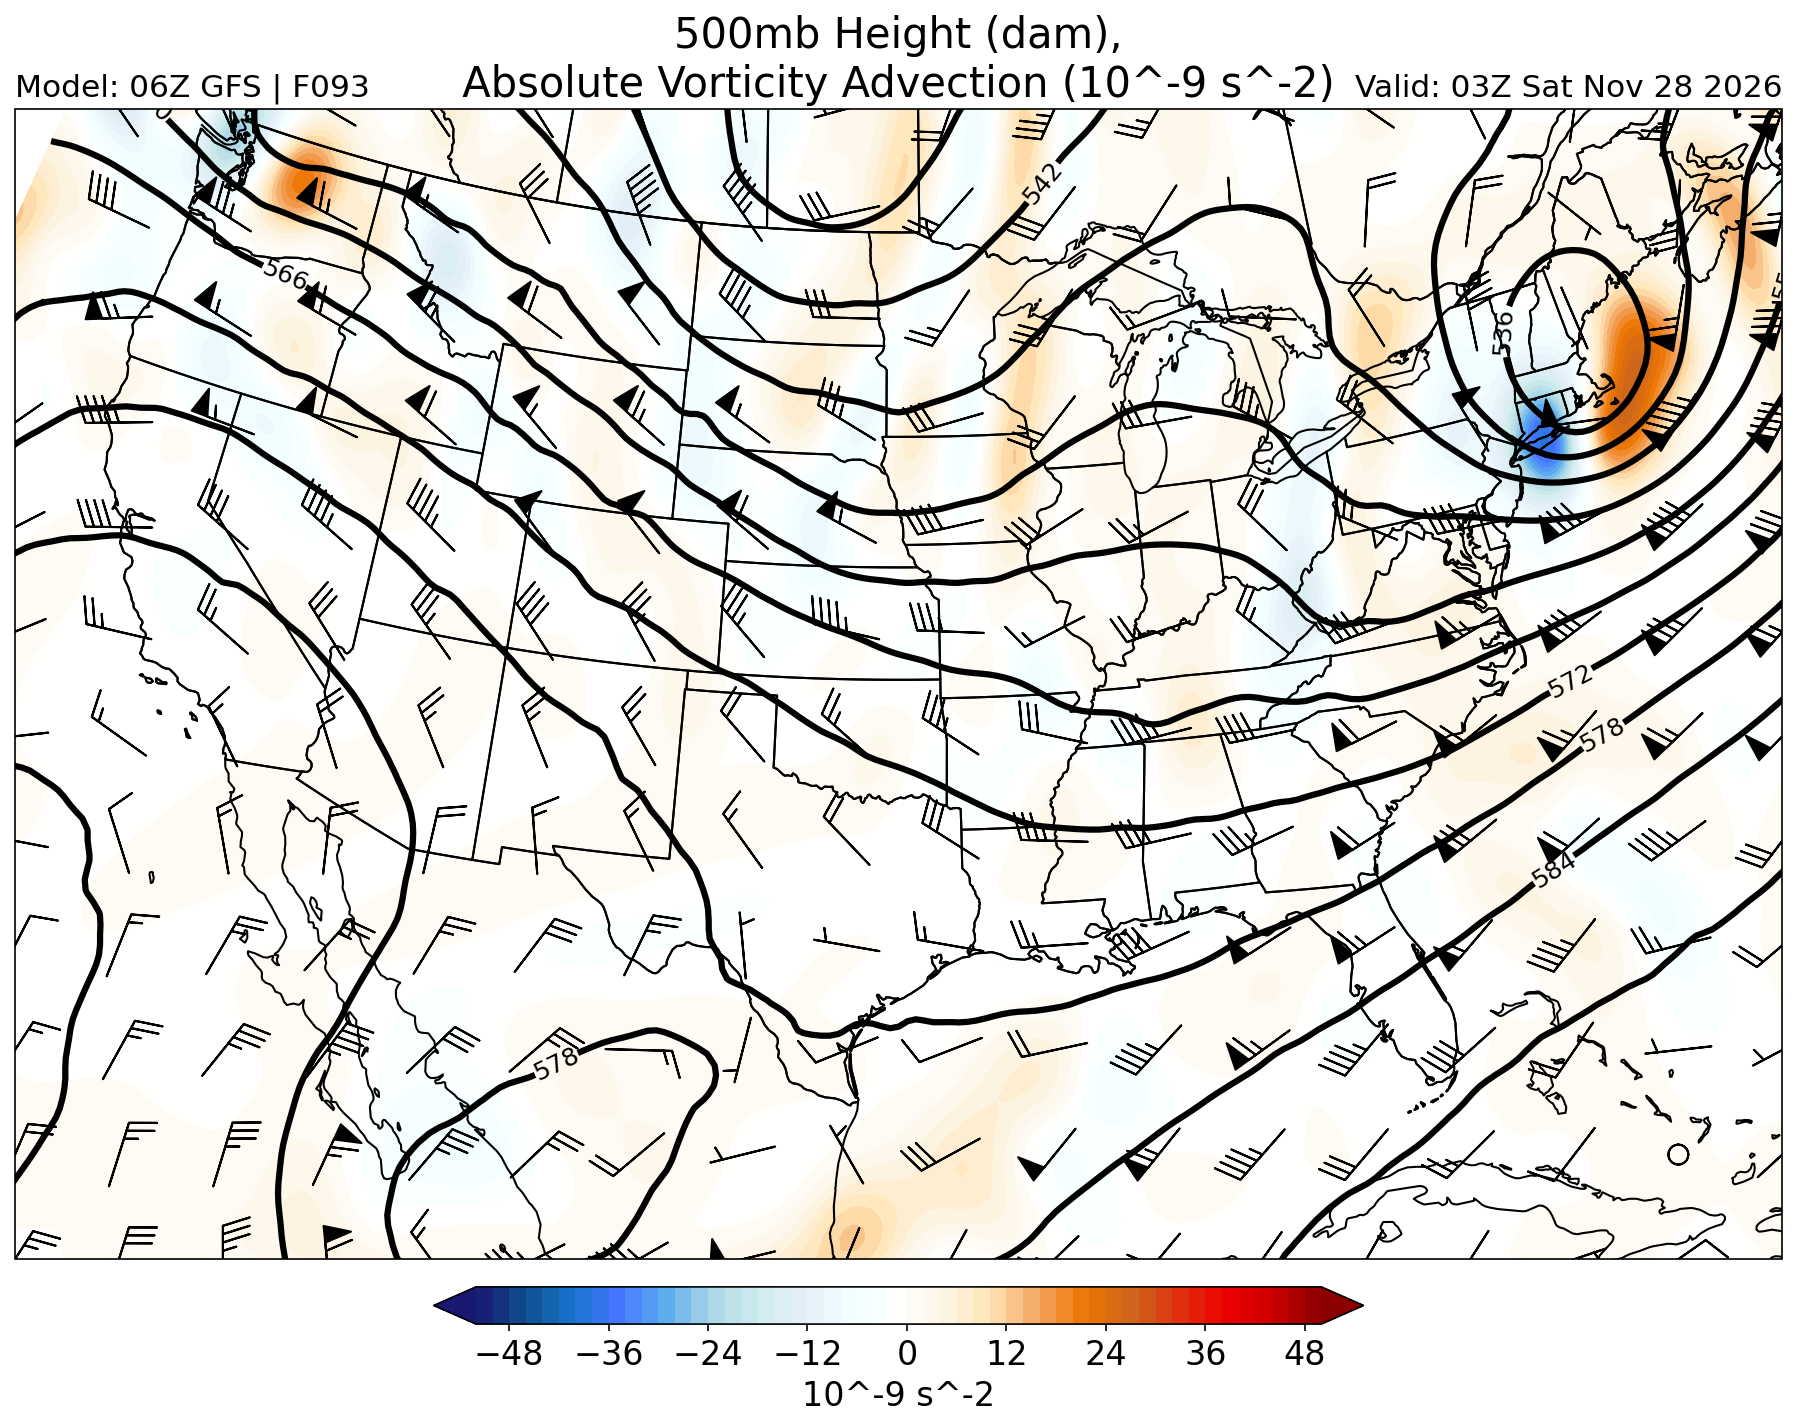 500mb Height (dam),
Model: 06Z GFS | F093
Absolute Vorticity Advection (10^-9 s^-2)
Valid: 03Z Sat Nov 28 2026
542
566
536
572
578
584
578
−48 −36 −24 −12 0 12 24 36 48
10^-9 s^-2